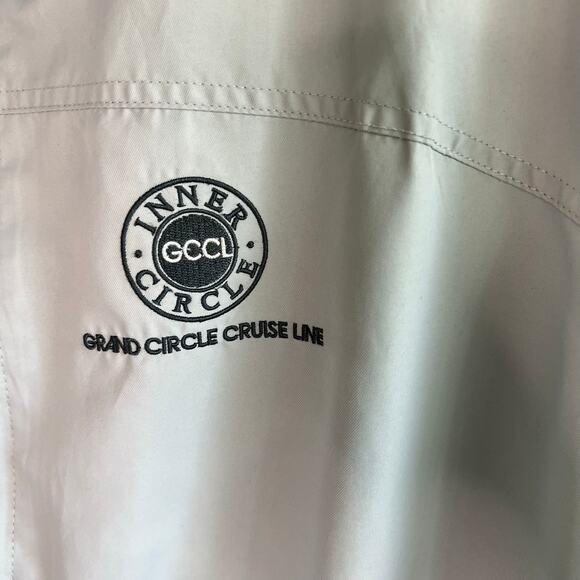 INNER
GCCL
CIRCLE
GRAND CIRCLE CRUISE LINE